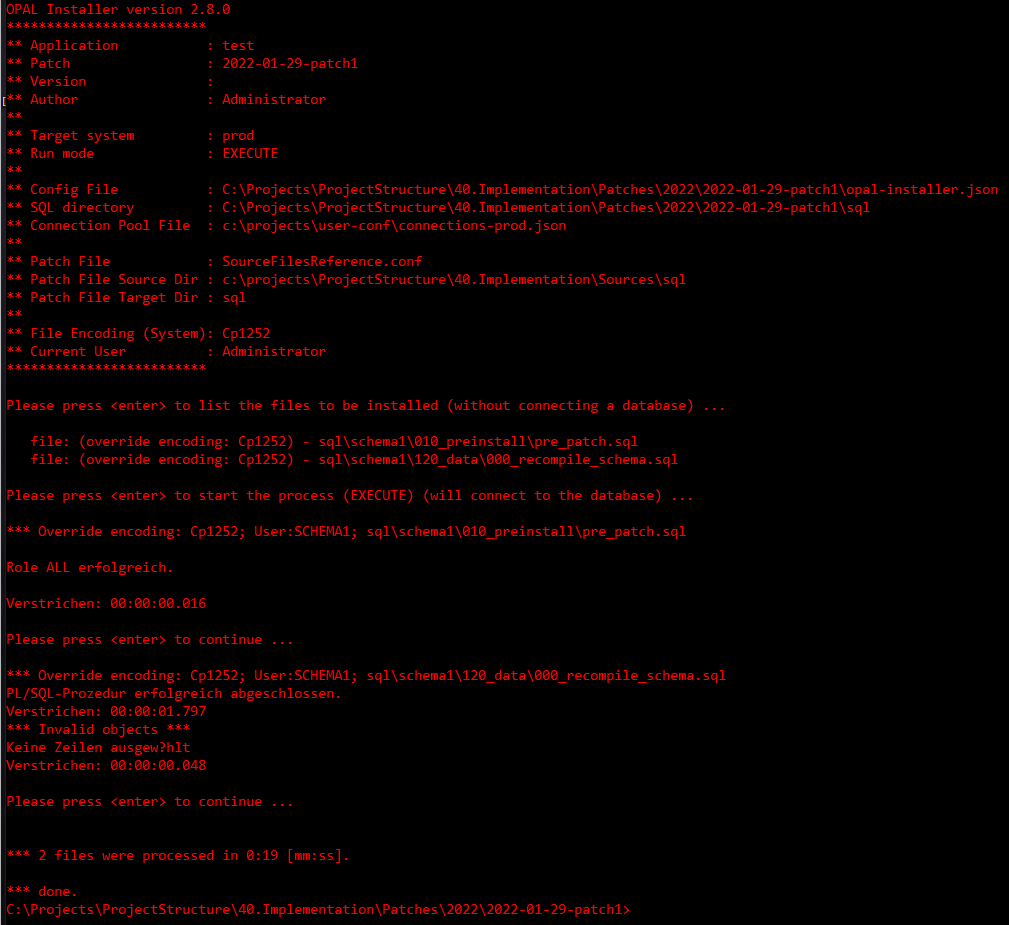 OPAL Installer version 2.8.0
*************************
** Application           : test
** Patch                 : 2022-01-29-patch1
** Version               :
** Author                : Administrator
**
** Target system         : prod
** Run mode              : EXECUTE
**
** Config File           : C:\Projects\ProjectStructure\40.Implementation\Patches\2022\2022-01-29-patch1\opal-installer.json
** SQL directory         : C:\Projects\ProjectStructure\40.Implementation\Patches\2022\2022-01-29-patch1\sql
** Connection Pool File  : c:\projects\user-conf\connections-prod.json
**
** Patch File            : SourceFilesReference.conf
** Patch File Source Dir : c:\projects\ProjectStructure\40.Implementation\Sources\sql
** Patch File Target Dir : sql
**
** File Encoding (System): Cp1252
** Current User          : Administrator
*************************
Please press <enter> to list the files to be installed (without connecting a database) ...
   file: (override encoding: Cp1252) - sql\schema1\010_preinstall\pre_patch.sql
   file: (override encoding: Cp1252) - sql\schema1\120_data\000_recompile_schema.sql
Please press <enter> to start the process (EXECUTE) (will connect to the database) ...
*** Override encoding: Cp1252; User:SCHEMA1; sql\schema1\010_preinstall\pre_patch.sql
Role ALL erfolgreich.
Verstrichen: 00:00:00.016
Please press <enter> to continue ...
*** Override encoding: Cp1252; User:SCHEMA1; sql\schema1\120_data\000_recompile_schema.sql
PL/SQL-Prozedur erfolgreich abgeschlossen.
Verstrichen: 00:00:01.797
*** Invalid objects ***
Keine Zeilen ausgew?hlt
Verstrichen: 00:00:00.048
Please press <enter> to continue ...
*** 2 files were processed in 0:19 [mm:ss].
*** done.
C:\Projects\ProjectStructure\40.Implementation\Patches\2022\2022-01-29-patch1>